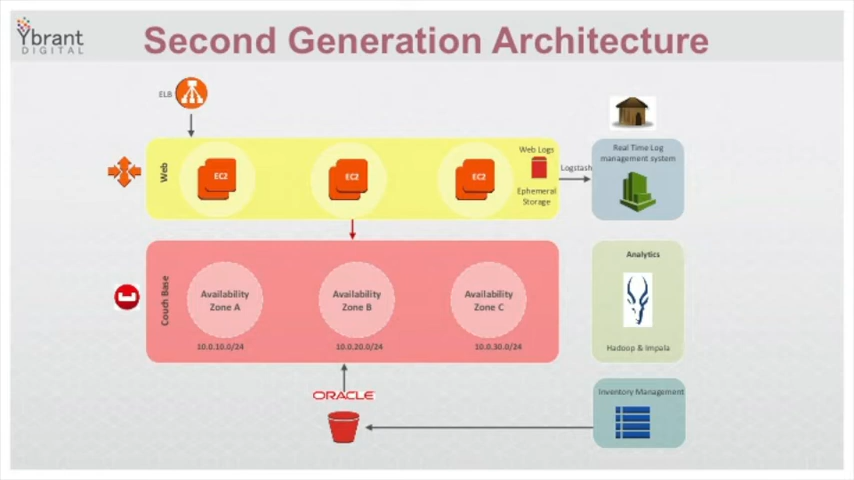 Ybrant
DIGITAL
Second Generation Architecture
ELB
Web
EC2
EC2
EC2
Web Logs
Ephemeral
Storage
Logstash
Real Time Log
management system
Couch Base
Availability
Zone A
Availability
Zone B
Availability
Zone C
10.0.10.0/24
10.0.20.0/24
10.0.30.0/24
Analytics
Hadoop & Impala
ORACLE
Inventory Management